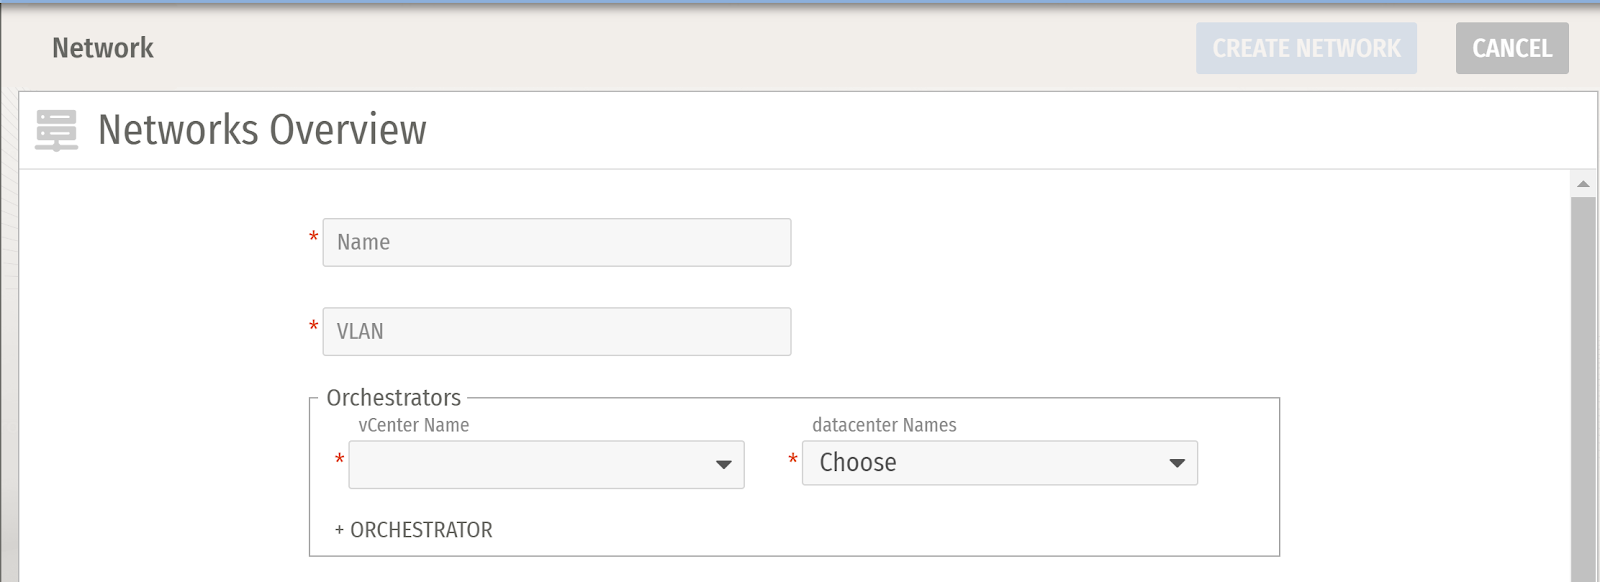 Network
CREATE NETWORK
CANCEL
Networks Overview
* Name
* VLAN
Orchestrators
vCenter Name
datacenter Names
*
* Choose
+ ORCHESTRATOR